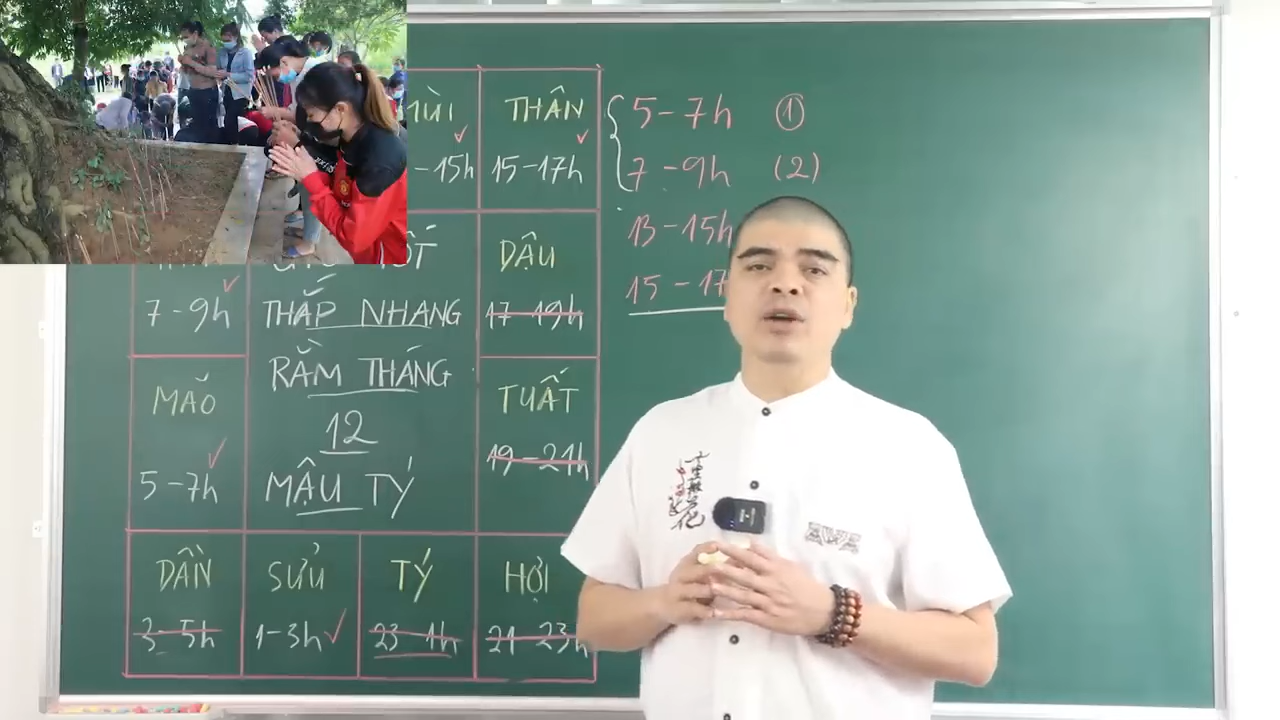 THÂN
15-17h
-15h
5-7h ①
7-9h (2)
13-15h
15-17
DẬU
17-19h
7-9h
THẮP NHANG
RẰM THÁNG
12
MẬU TÝ
MÃO
5-7h
TUẤT
19-21h
DẦN
3-5h
SỬU
1-3h
TÝ
23-1h
HỢI
21-23h